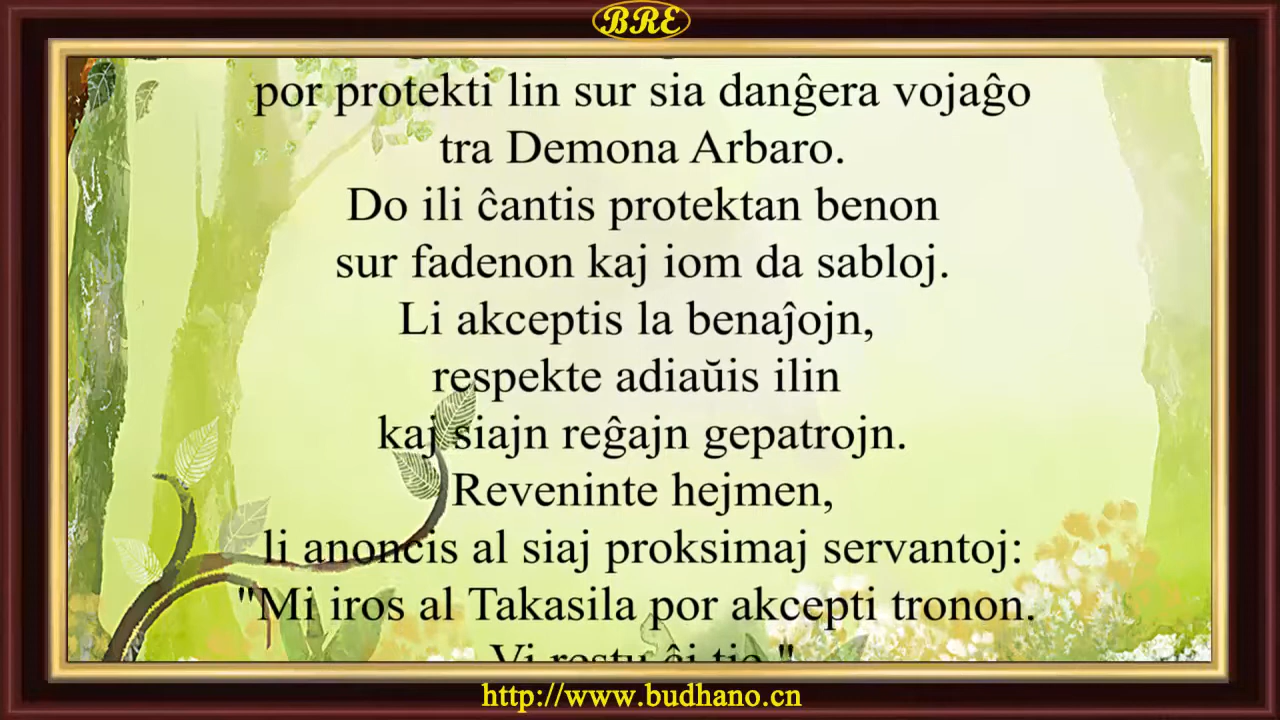 BRE
por protekti lin sur sia danĝera vojaĝo
tra Demona Arbaro.
Do ili ĉantis protektan benon
sur fadenon kaj iom da sabloj.
Li akceptis la benaĵojn,
respekte adiaŭis ilin
kaj siajn reĝajn gepatrojn.
Reveninte hejmen,
li anoncis al siaj proksimaj servantoj:
"Mi iros al Takasila por akcepti tronon.
Vi restu ĉi tie."
http://www.budhano.cn